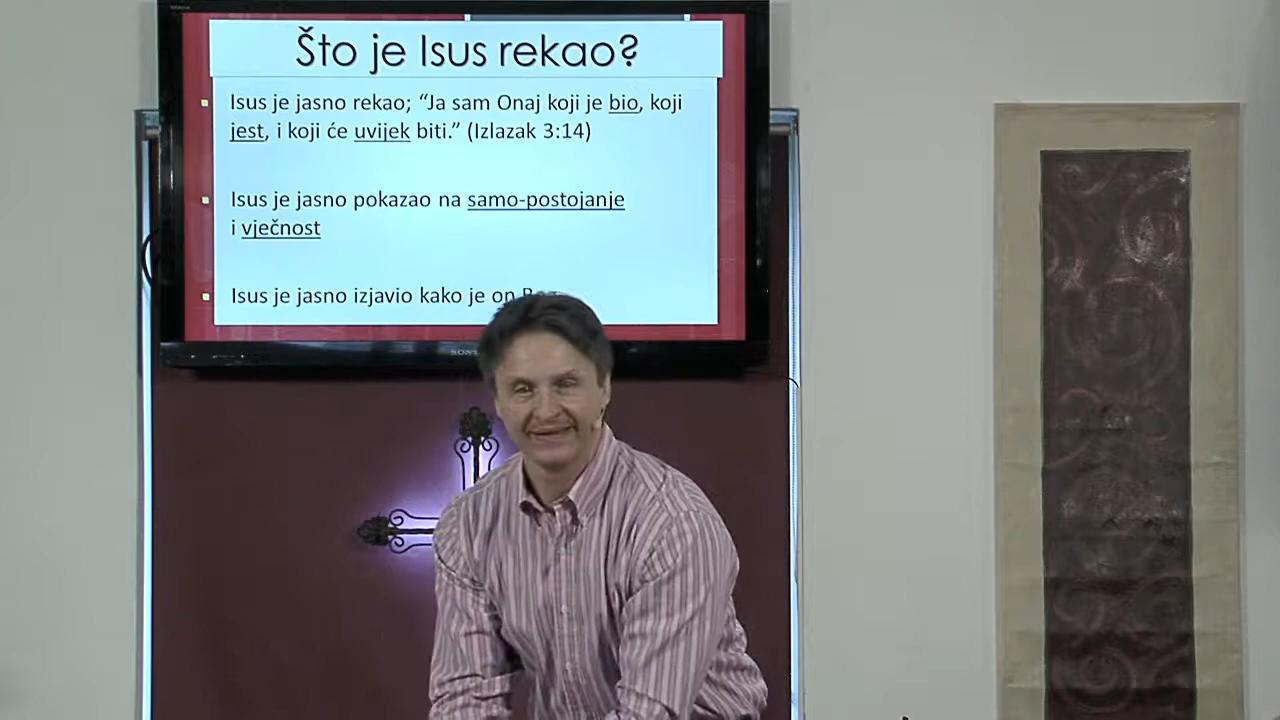 Što je Isus rekao?
Isus je jasno rekao; “Ja sam Onaj koji je bio, koji
jest, i koji će uvijek biti.” (Izlazak 3:14)
Isus je jasno pokazao na samo-postojanje
i vječnost
Isus je jasno izjavio kako je on
SONY